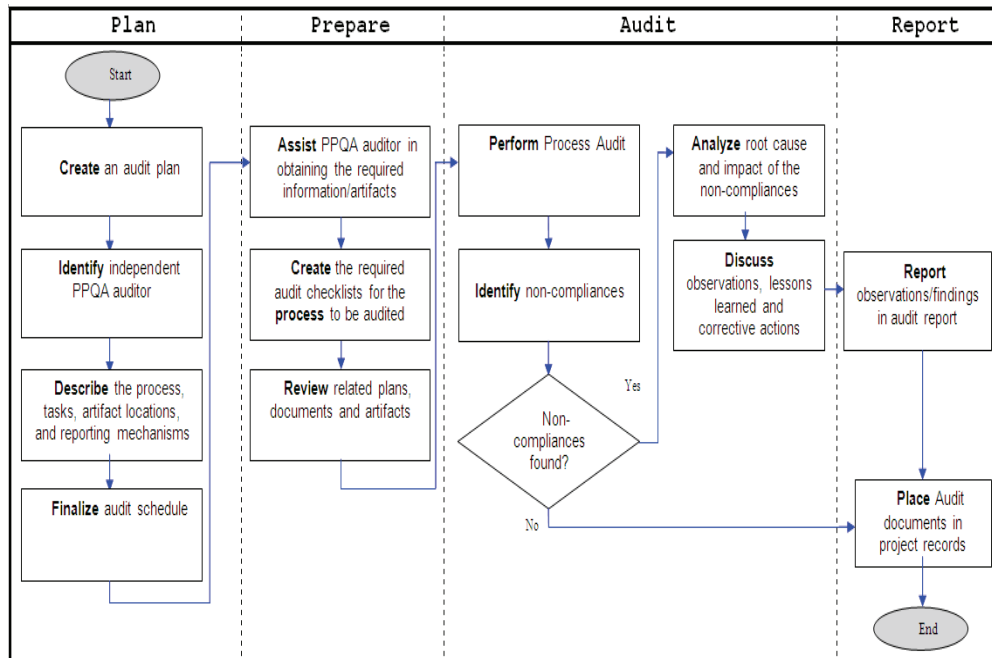 Plan
Prepare
Audit
Report
Start
Create an audit plan
Identify independent
PPQA auditor
Describe the process,
tasks, artifact locations,
and reporting mechanisms
Finalize audit schedule
Assist PPQA auditor in
obtaining the required
information/artifacts
Create the required
audit checklists for the
process to be audited
Review related plans,
documents and artifacts
Perform Process Audit
Identify non-compliances
Non-
compliances
found?
Yes
No
Analyze root cause
and impact of the
non-compliances
Discuss
observations, lessons
learned and
corrective actions
Report
observations/findings
in audit report
Place Audit
documents in
project records
End